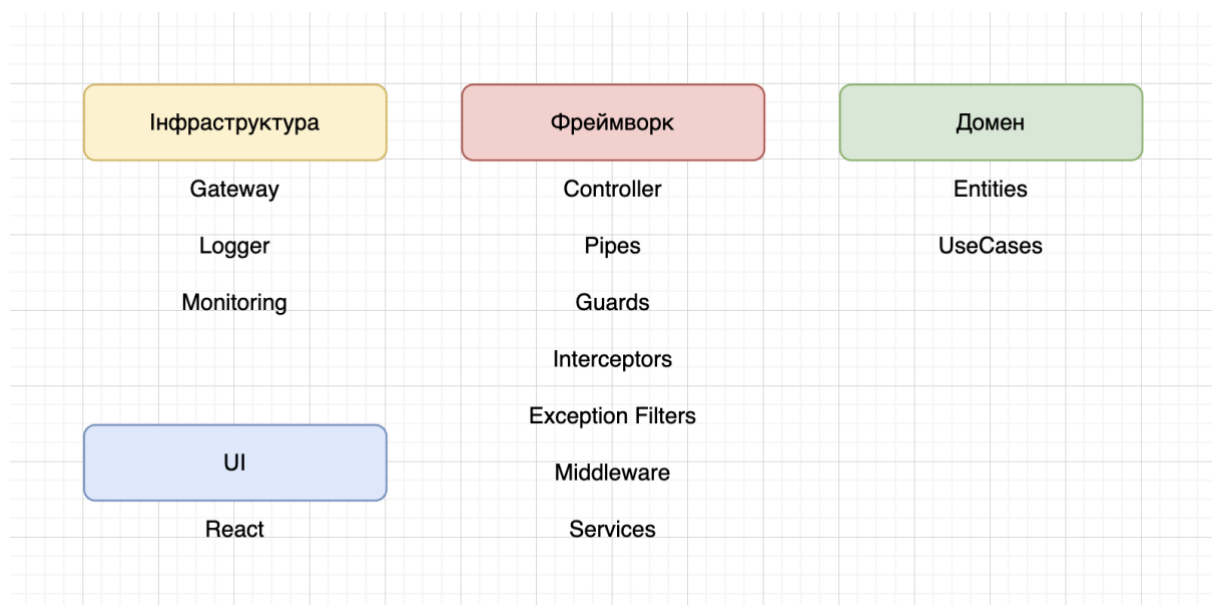 Інфраструктура
Gateway
Logger
Monitoring
UI
React
Фреймворк
Controller
Pipes
Guards
Interceptors
Exception Filters
Middleware
Services
Домен
Entities
UseCases